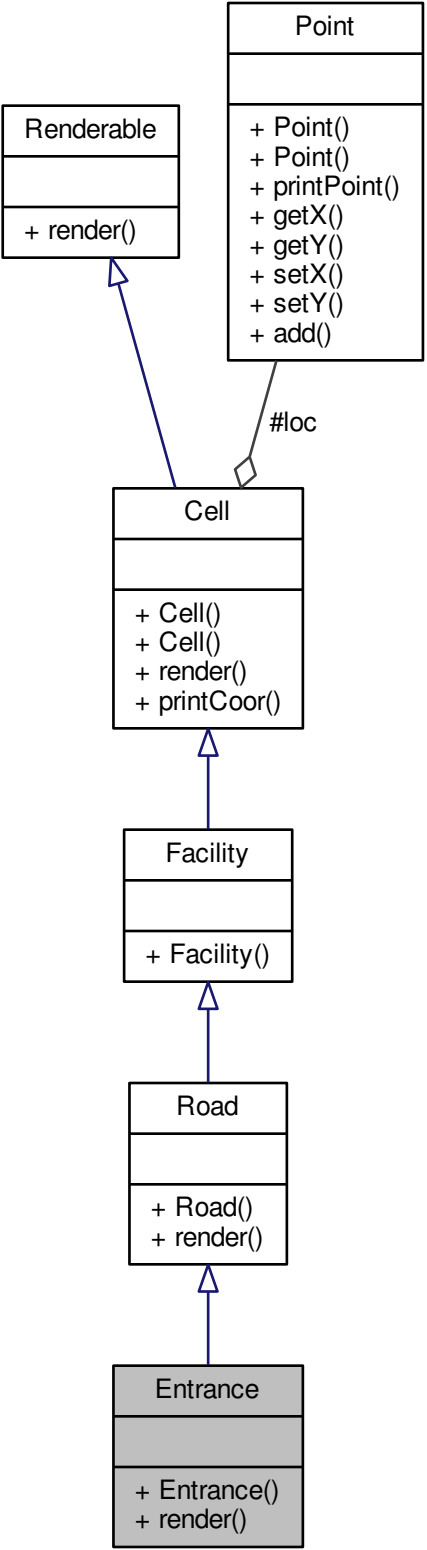 Point
+ Point()
+ Point()
+ printPoint()
+ getX()
+ getY()
+ setX()
+ setY()
+ add()
Renderable
+ render()
#loc
Cell
+ Cell()
+ Cell()
+ render()
+ printCoor()
Facility
+ Facility()
Road
+ Road()
+ render()
Entrance
+ Entrance()
+ render()